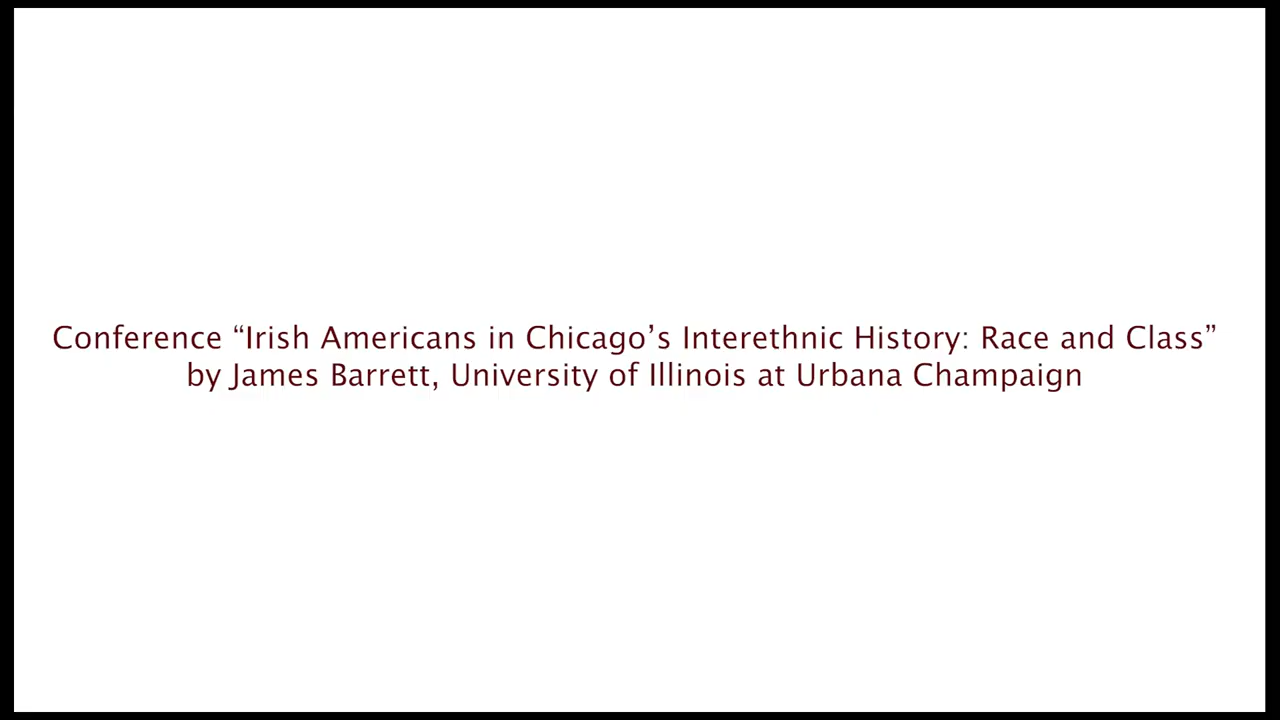 Conference “Irish Americans in Chicago’s Interethnic History: Race and Class”
by James Barrett, University of Illinois at Urbana Champaign